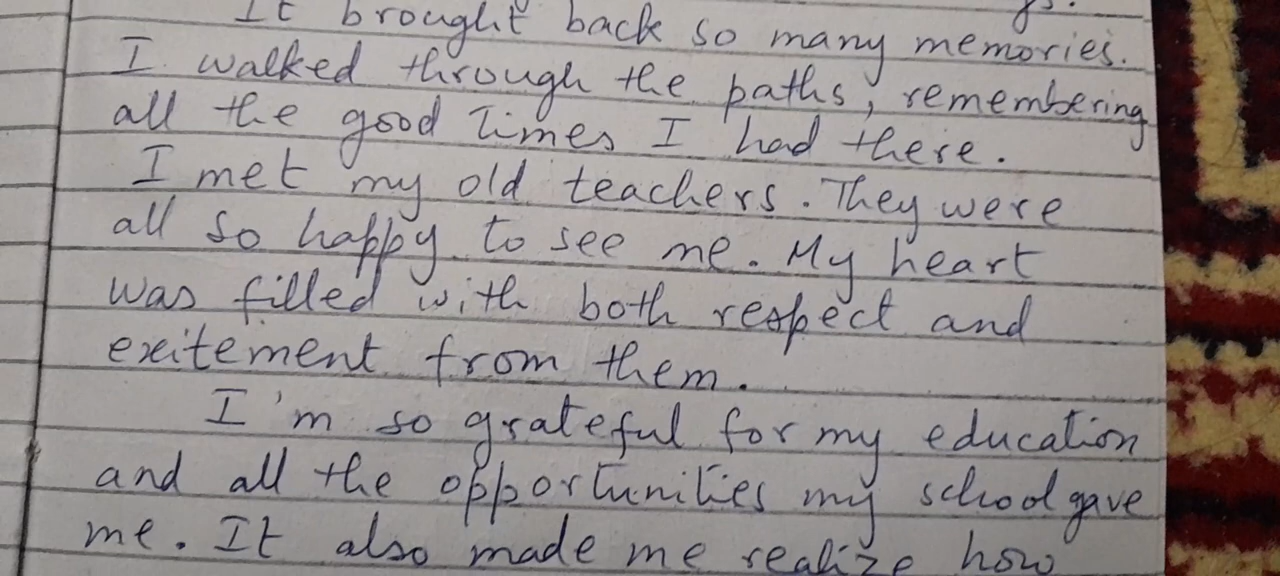 It brought back so many memories.
I walked through the paths, remembering
all the good times I had there.
I met my old teachers. They were
all so happy to see me. My heart
was filled with both respect and
exitement from them.
I'm so grateful for my education
and all the opportunities my school gave
me. It also made me realize how